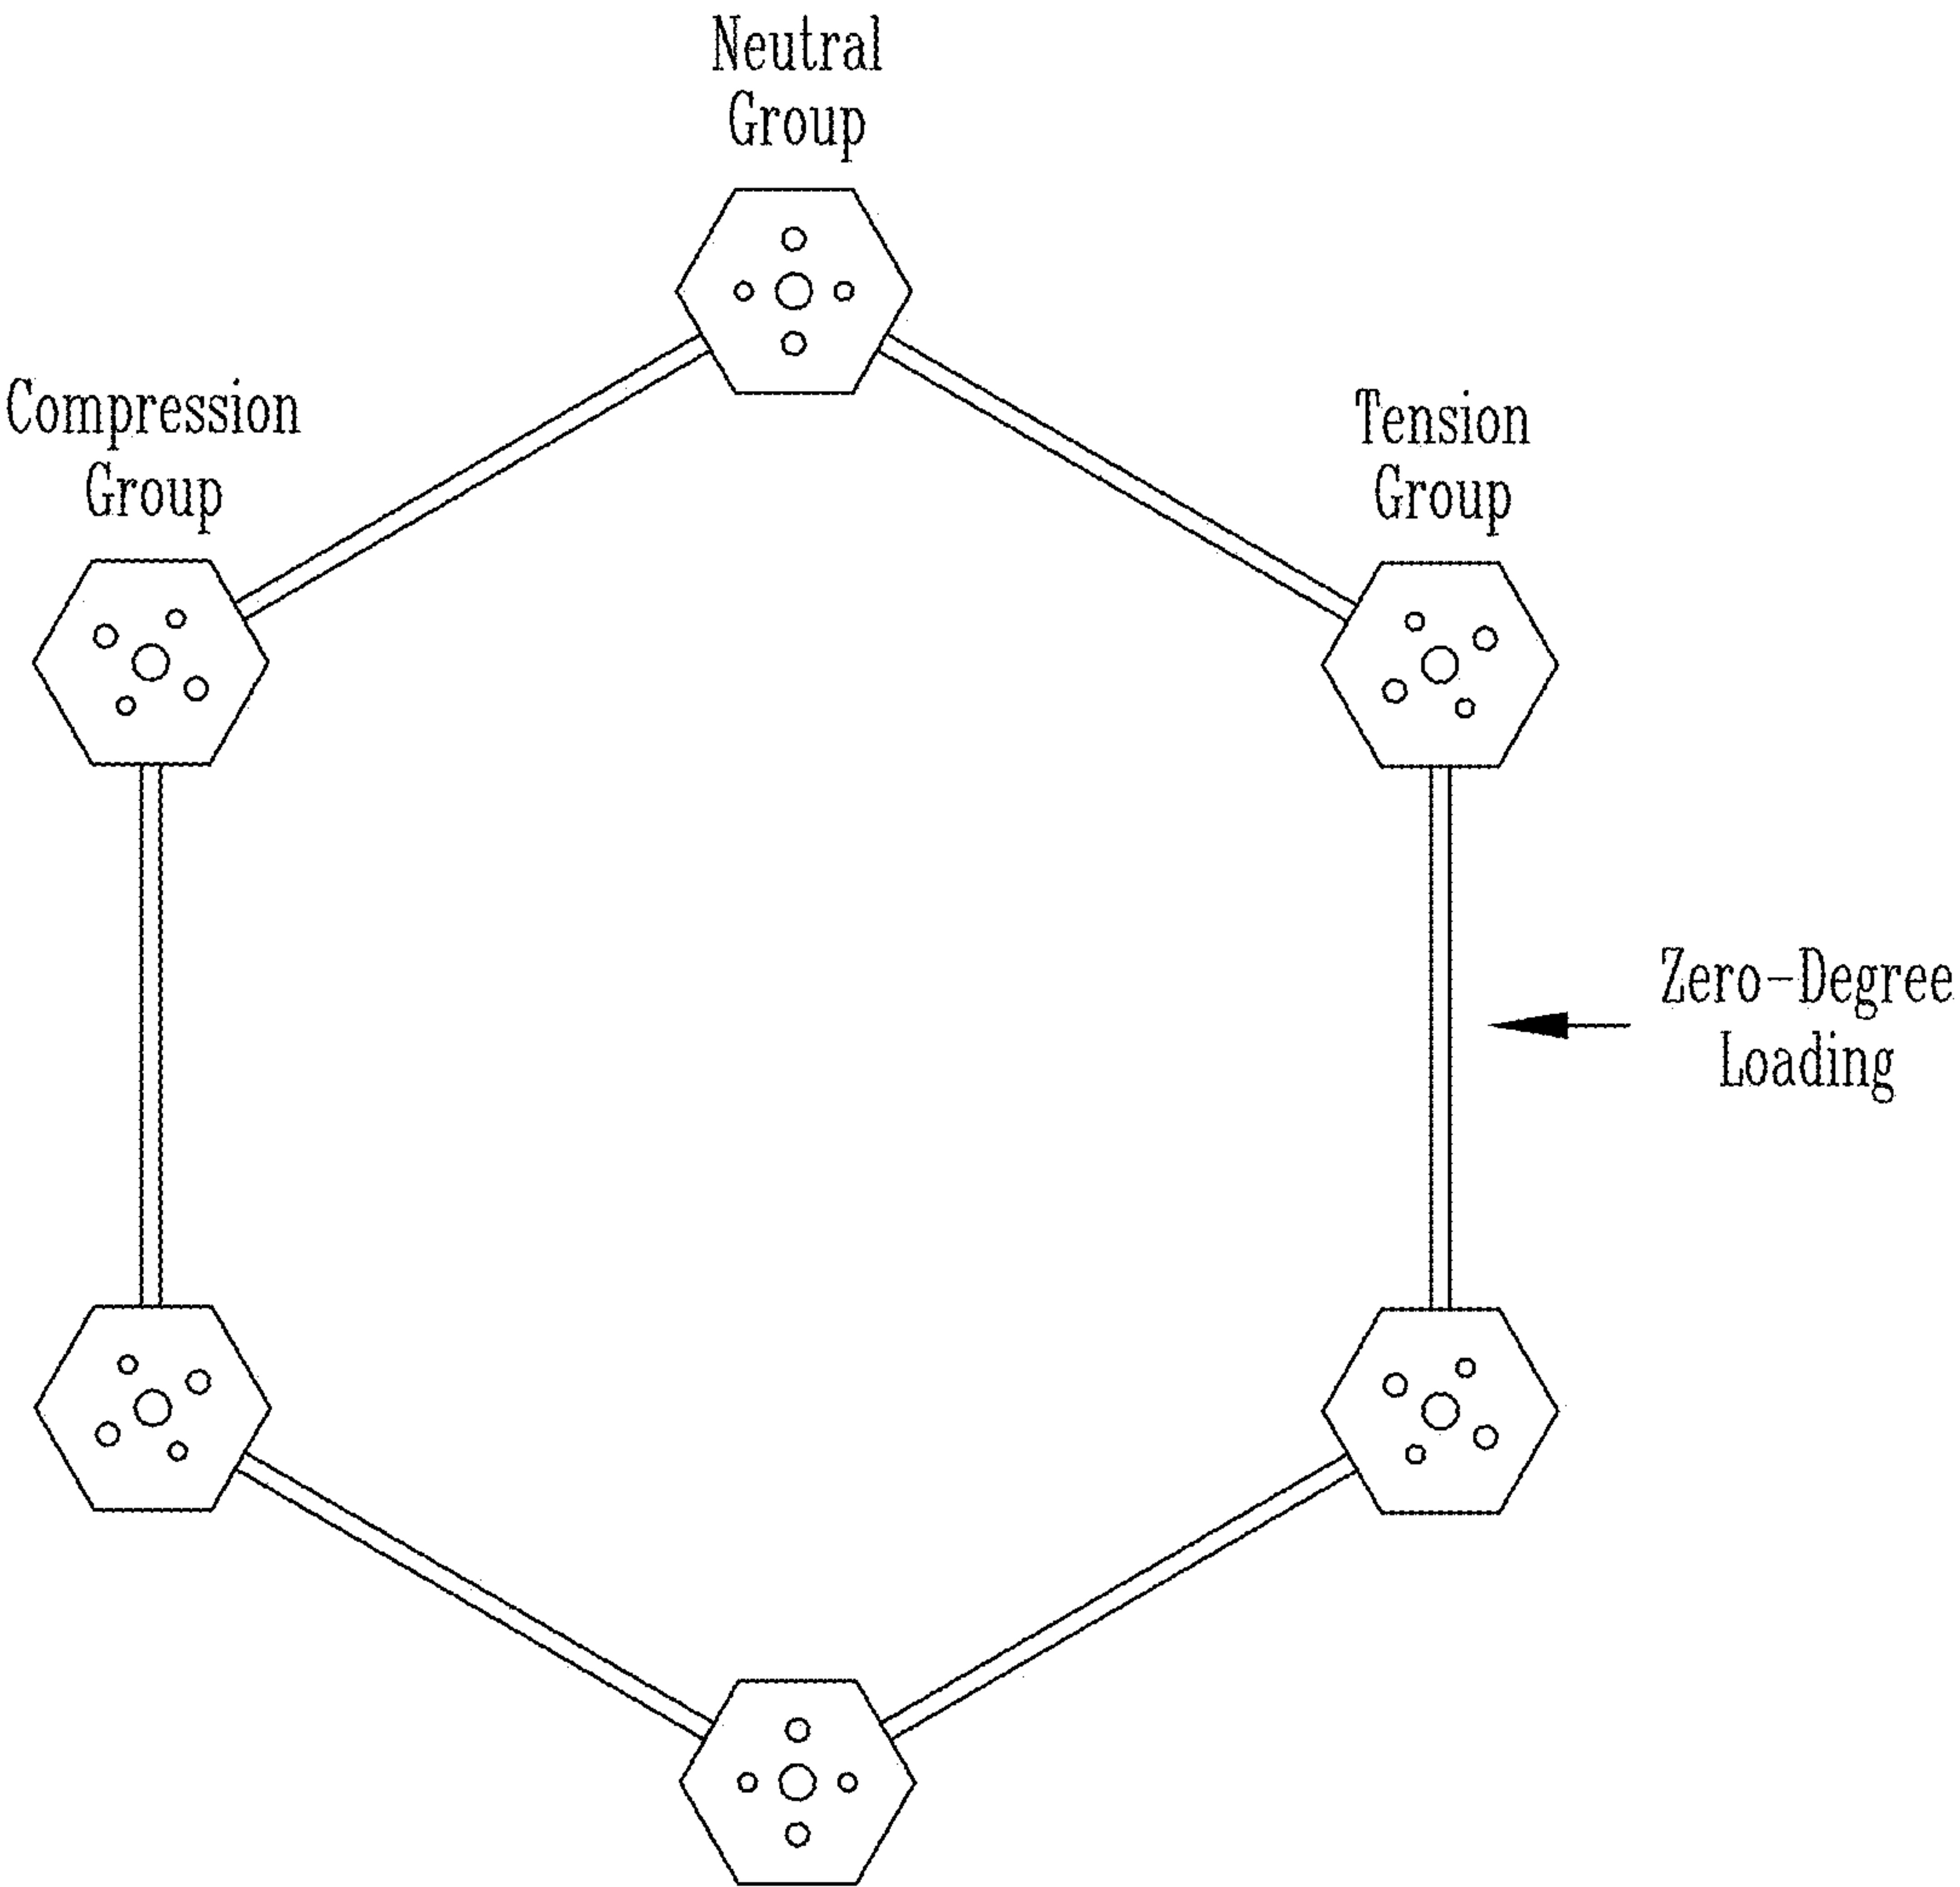 Neutral
Group
Compression
Group
Tension
Group
Zero-Degree
Loading